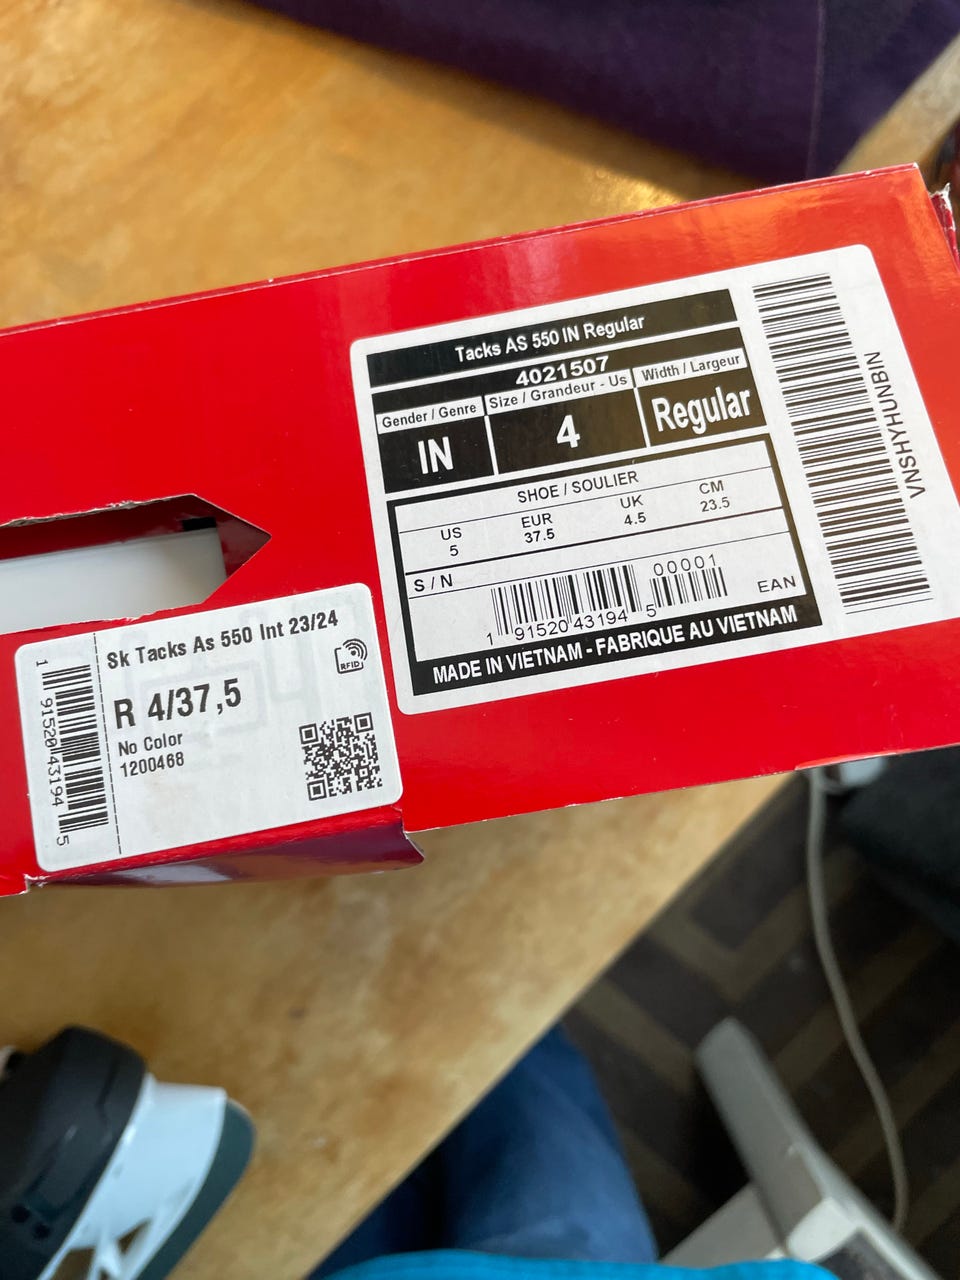 Tacks AS 550 IN Regular
4021507
Gender / Genre
Size / Grandeur - Us
Width / Largeur
IN
4
Regular
SHOE / SOULIER
US EUR UK CM
5 37.5 4.5 23.5
S / N
00001
1 91520 43194 5
EAN
MADE IN VIETNAM - FABRIQUE AU VIETNAM
VNSHYHUNBIN
Sk Tacks As 550 Int 23/24
RFID
R 4/37,5
No Color
1200468
1 91520 43194 5